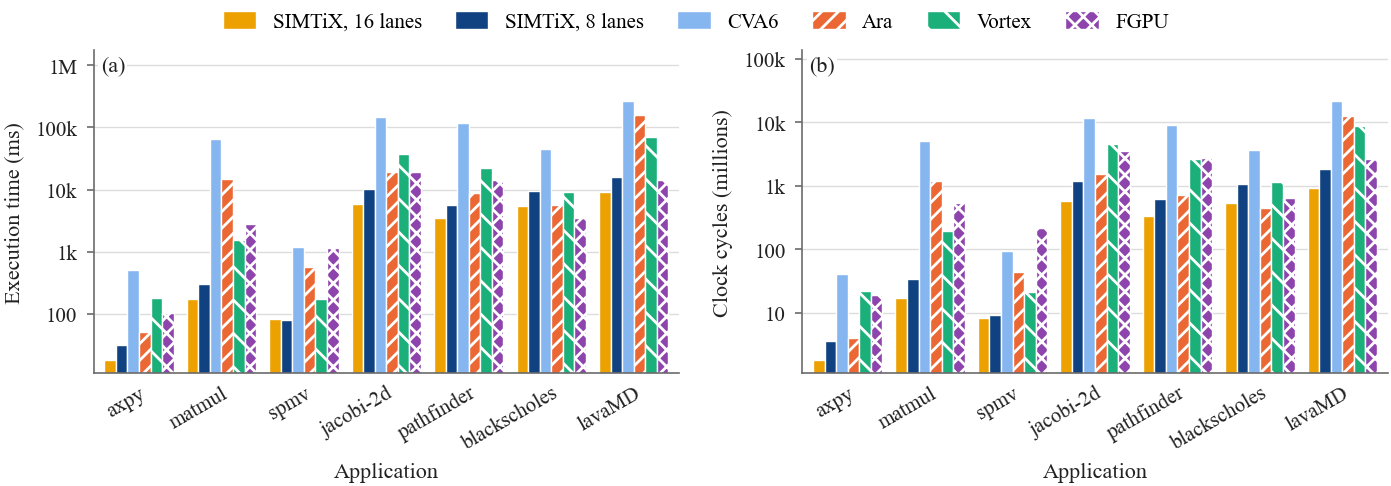 SIMTiX, 16 lanes SIMTiX, 8 lanes CVA6 Ara Vortex FGPU
(a)
1M
100k
10k
1k
100
Execution time (ms)
axpy matmul spmv jacobi-2d pathfinder blackscholes lavaMD
Application
(b)
100k
10k
1k
100
10
Clock cycles (millions)
axpy matmul spmv jacobi-2d pathfinder blackscholes lavaMD
Application